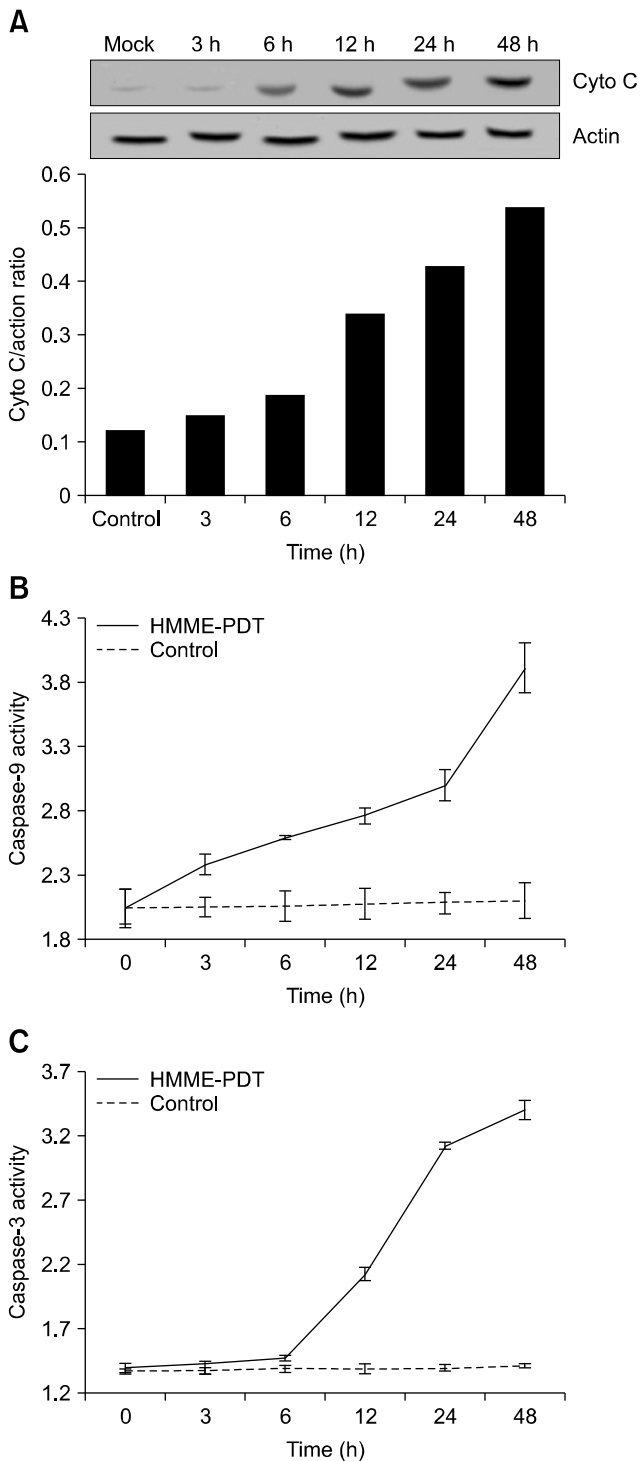 A
Mock 3 h 6 h 12 h 24 h 48 h
Cyto C
Actin
Cyto C/action ratio
0.6
0.5
0.4
0.3
0.2
0.1
0
Control 3 6 12 24 48
Time (h)
B
HMME-PDT
Control
Caspase-9 activity
4.3
3.8
3.3
2.8
2.3
1.8
0 3 6 12 24 48
Time (h)
C
HMME-PDT
Control
Caspase-3 activity
3.7
3.2
2.7
2.2
1.7
1.2
0 3 6 12 24 48
Time (h)